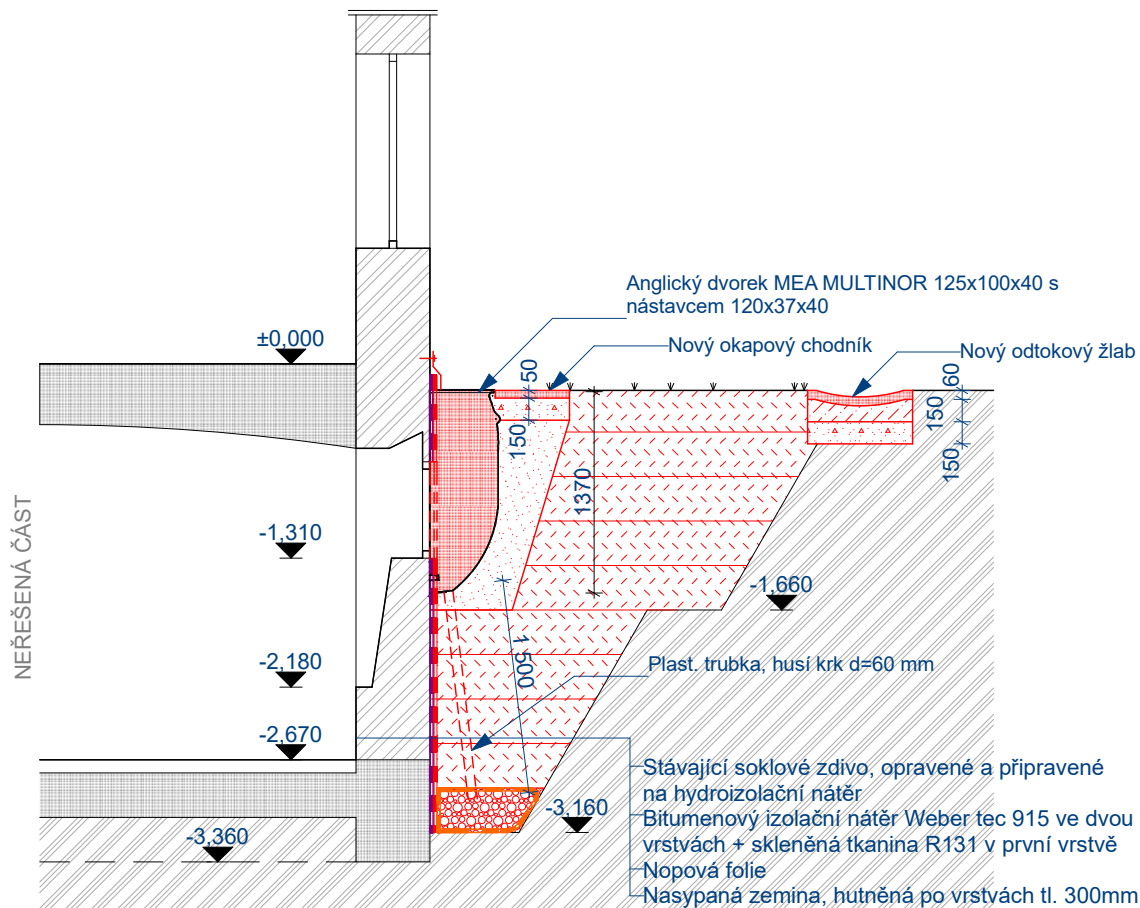 Anglický dvorek MEA MULTINOR 125x100x40 s
nástavcem 120x37x40
±0,000
Nový okapový chodník
Nový odtokový žlab
50
60
150
150
150
1370
NEŘEŠENÁ ČÁST
-1,310
-1,660
1 500
-2,180
Plast. trubka, husí krk d=60 mm
-2,670
Stávající soklové zdivo, opravené a připravené
na hydroizolační nátěr
-3,160
Bitumenový izolační nátěr Weber tec 915 ve dvou
vrstvách + skleněná tkanina R131 v první vrstvě
-3,360
Nopová folie
Nasypaná zemina, hutněná po vrstvách tl. 300mm